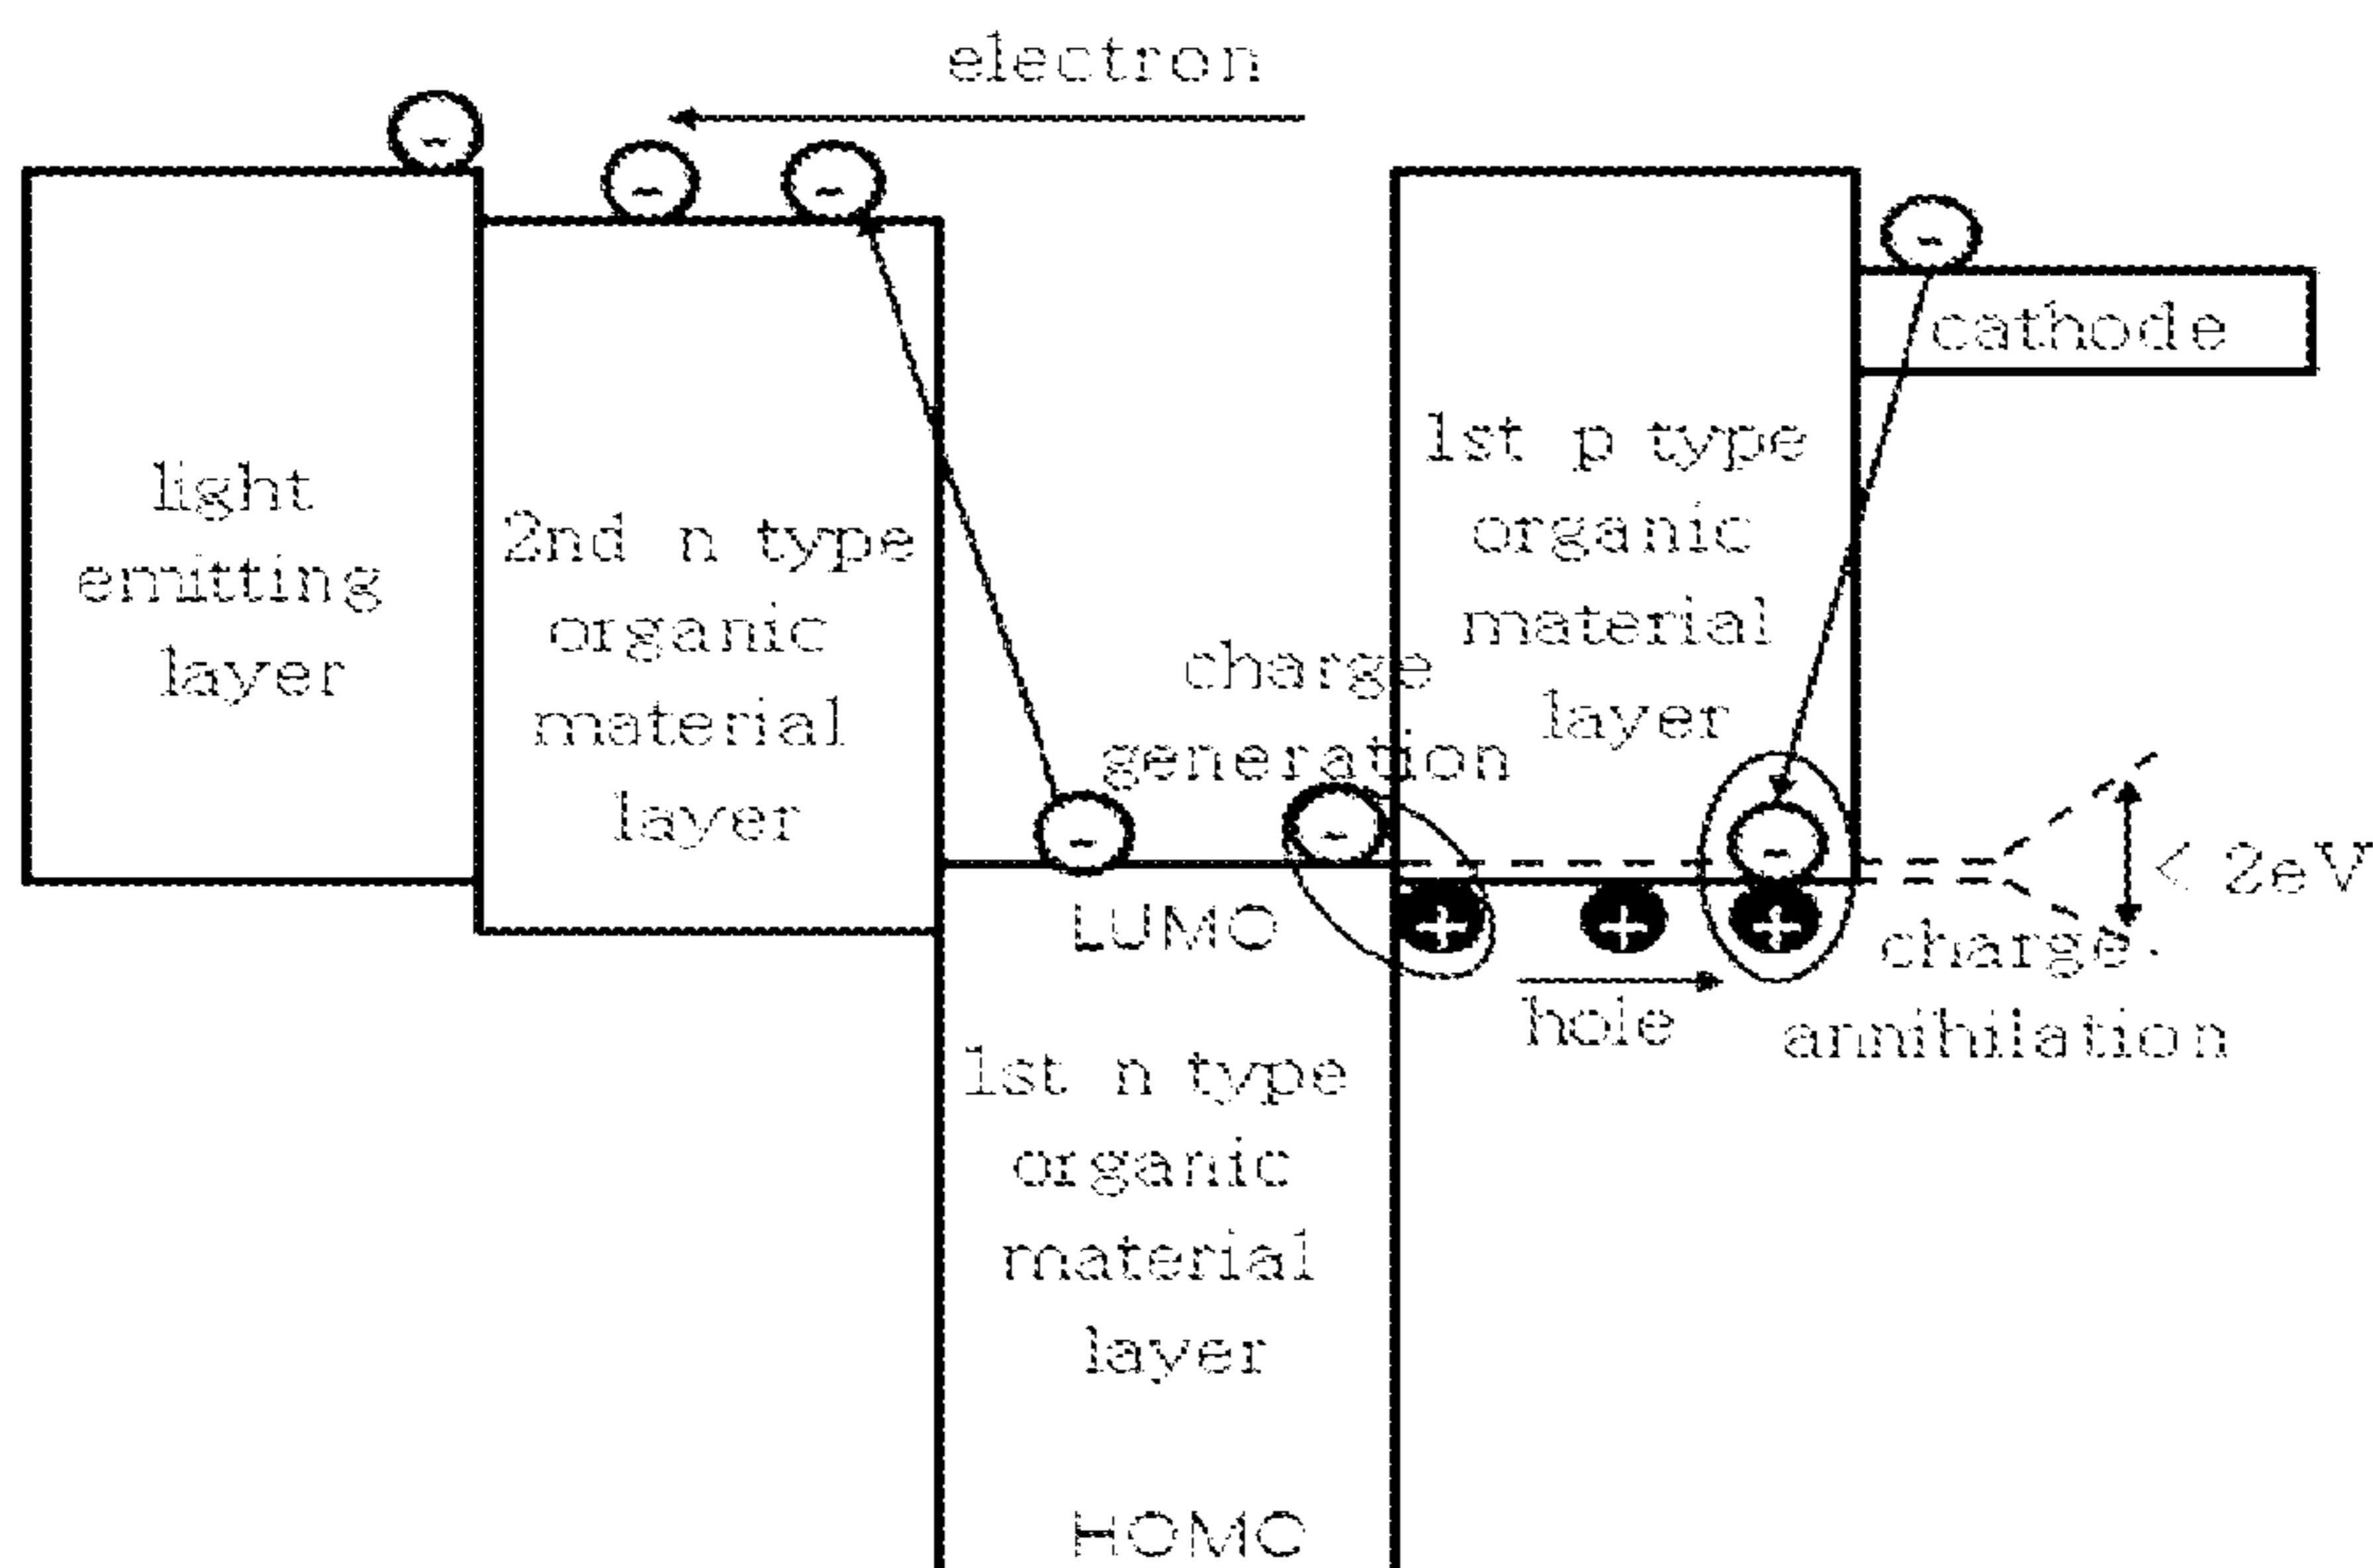 electron
light
emitting
layer
2nd n type
organic
material
layer
charge
generation
LUMO
1st n type
organic
material
layer
HOMO
1st p type
organic
material
layer
cathode
hole
< 2eV
charge
annihilation